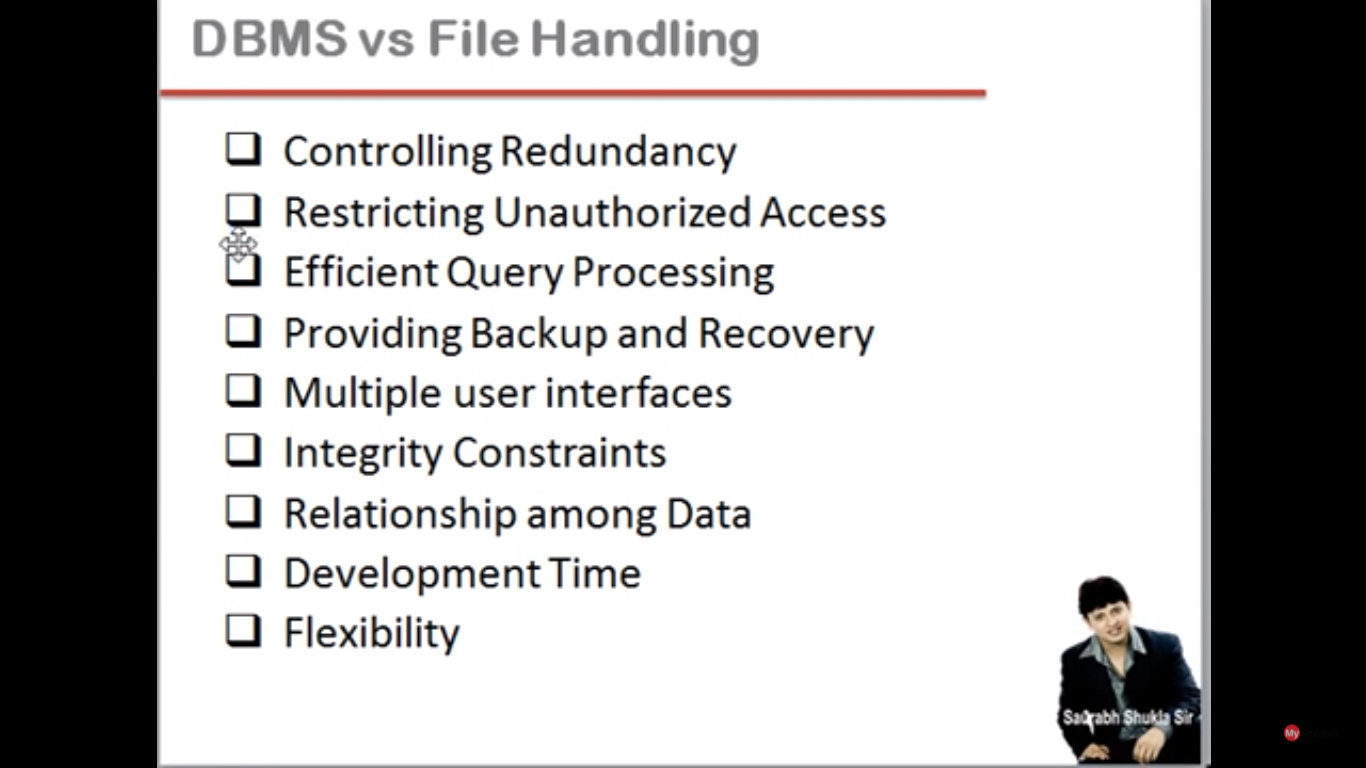 DBMS vs File Handling
Controlling Redundancy
Restricting Unauthorized Access
Efficient Query Processing
Providing Backup and Recovery
Multiple user interfaces
Integrity Constraints
Relationship among Data
Development Time
Flexibility
Saurabh Shukla Sir
My